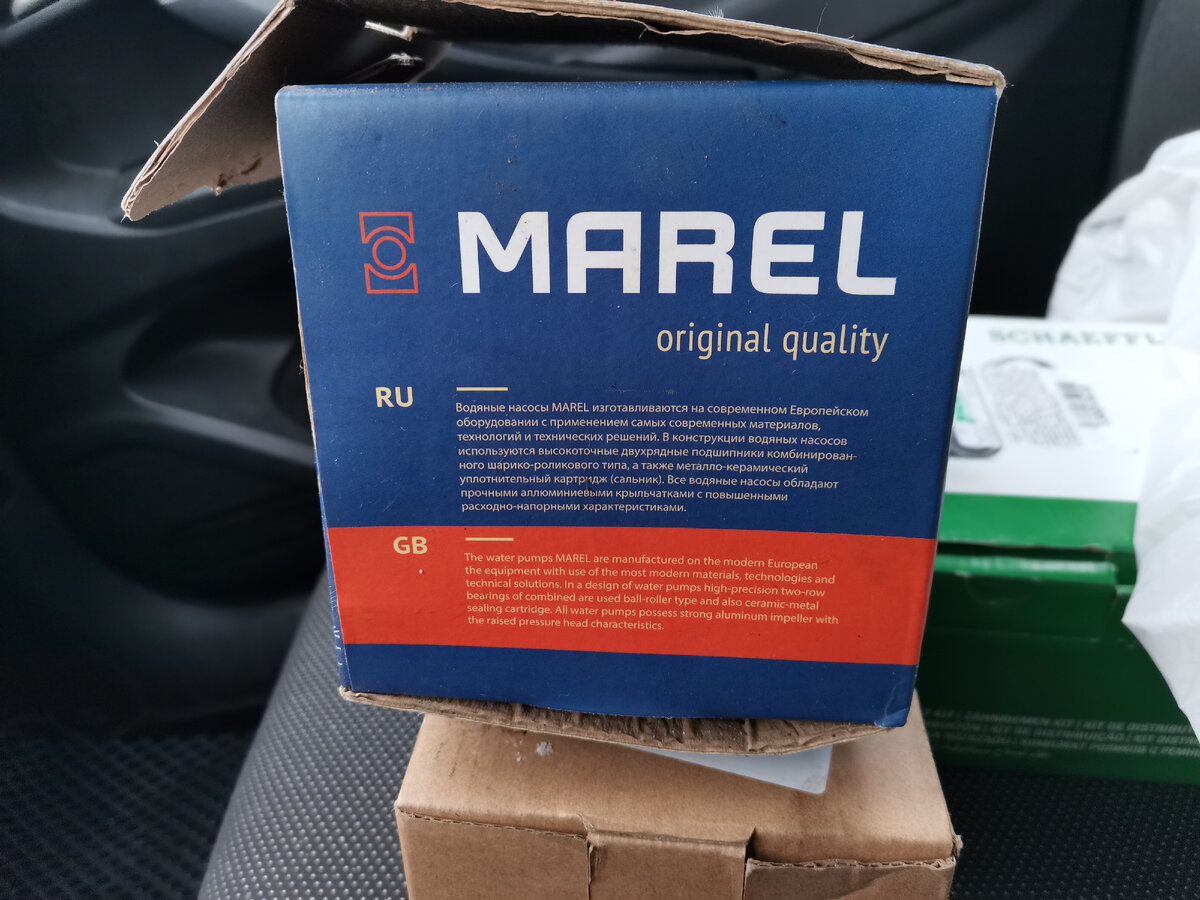 MAREL
original quality
RU
Водяные насосы MAREL изготавливаются на современном Европейском
оборудовании с применением самых современных материалов,
технологий и технических решений. В конструкции водяных насосов
используются высокоточные двухрядные подшипники комбинирован-
ного шарико-роликового типа, а также металло-керамический
уплотнительный картридж (сальник). Все водяные насосы обладают
прочными аллюминиевыми крыльчатками с повышенными
расходно-напорными характеристиками.
GB
The water pumps MAREL are manufactured on the modern European
the equipment with use of the most modern materials, technologies and
technical solutions. In a design of water pumps high-precision two-row
bearings of combined are used ball-roller type and also ceramic-metal
sealing cartridge. All water pumps possess strong aluminum impeller with
the raised pressure head characteristics.
SCHAEFFL